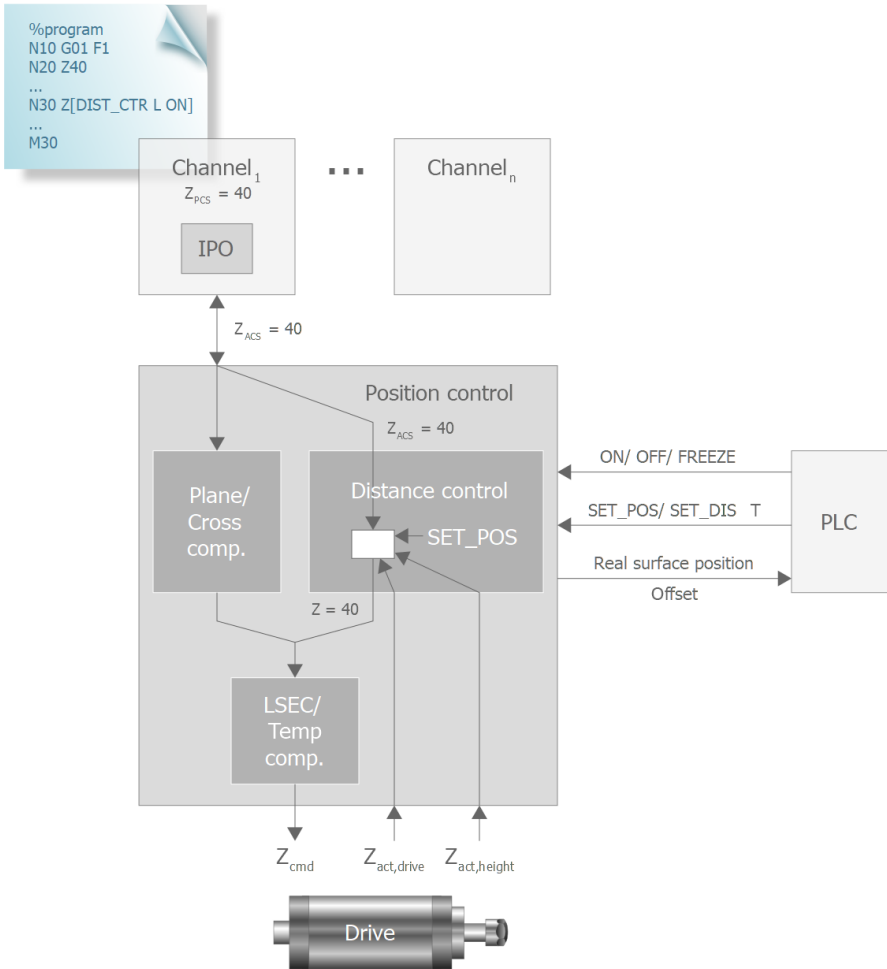 %program
N10 G01 F1
N20 Z40
...
N30 Z[DIST_CTR L ON]
...
M30
Channel1
ZPCS = 40
IPO
...
Channeln
ZACS = 40
Position control
ZACS = 40
Plane/
Cross
comp.
Distance control
SET_POS
Z = 40
LSEC/
Temp
comp.
ON/ OFF/ FREEZE
SET_POS/ SET_DIS T
Real surface position
Offset
PLC
Zcmd
Zact,drive
Zact,height
Drive